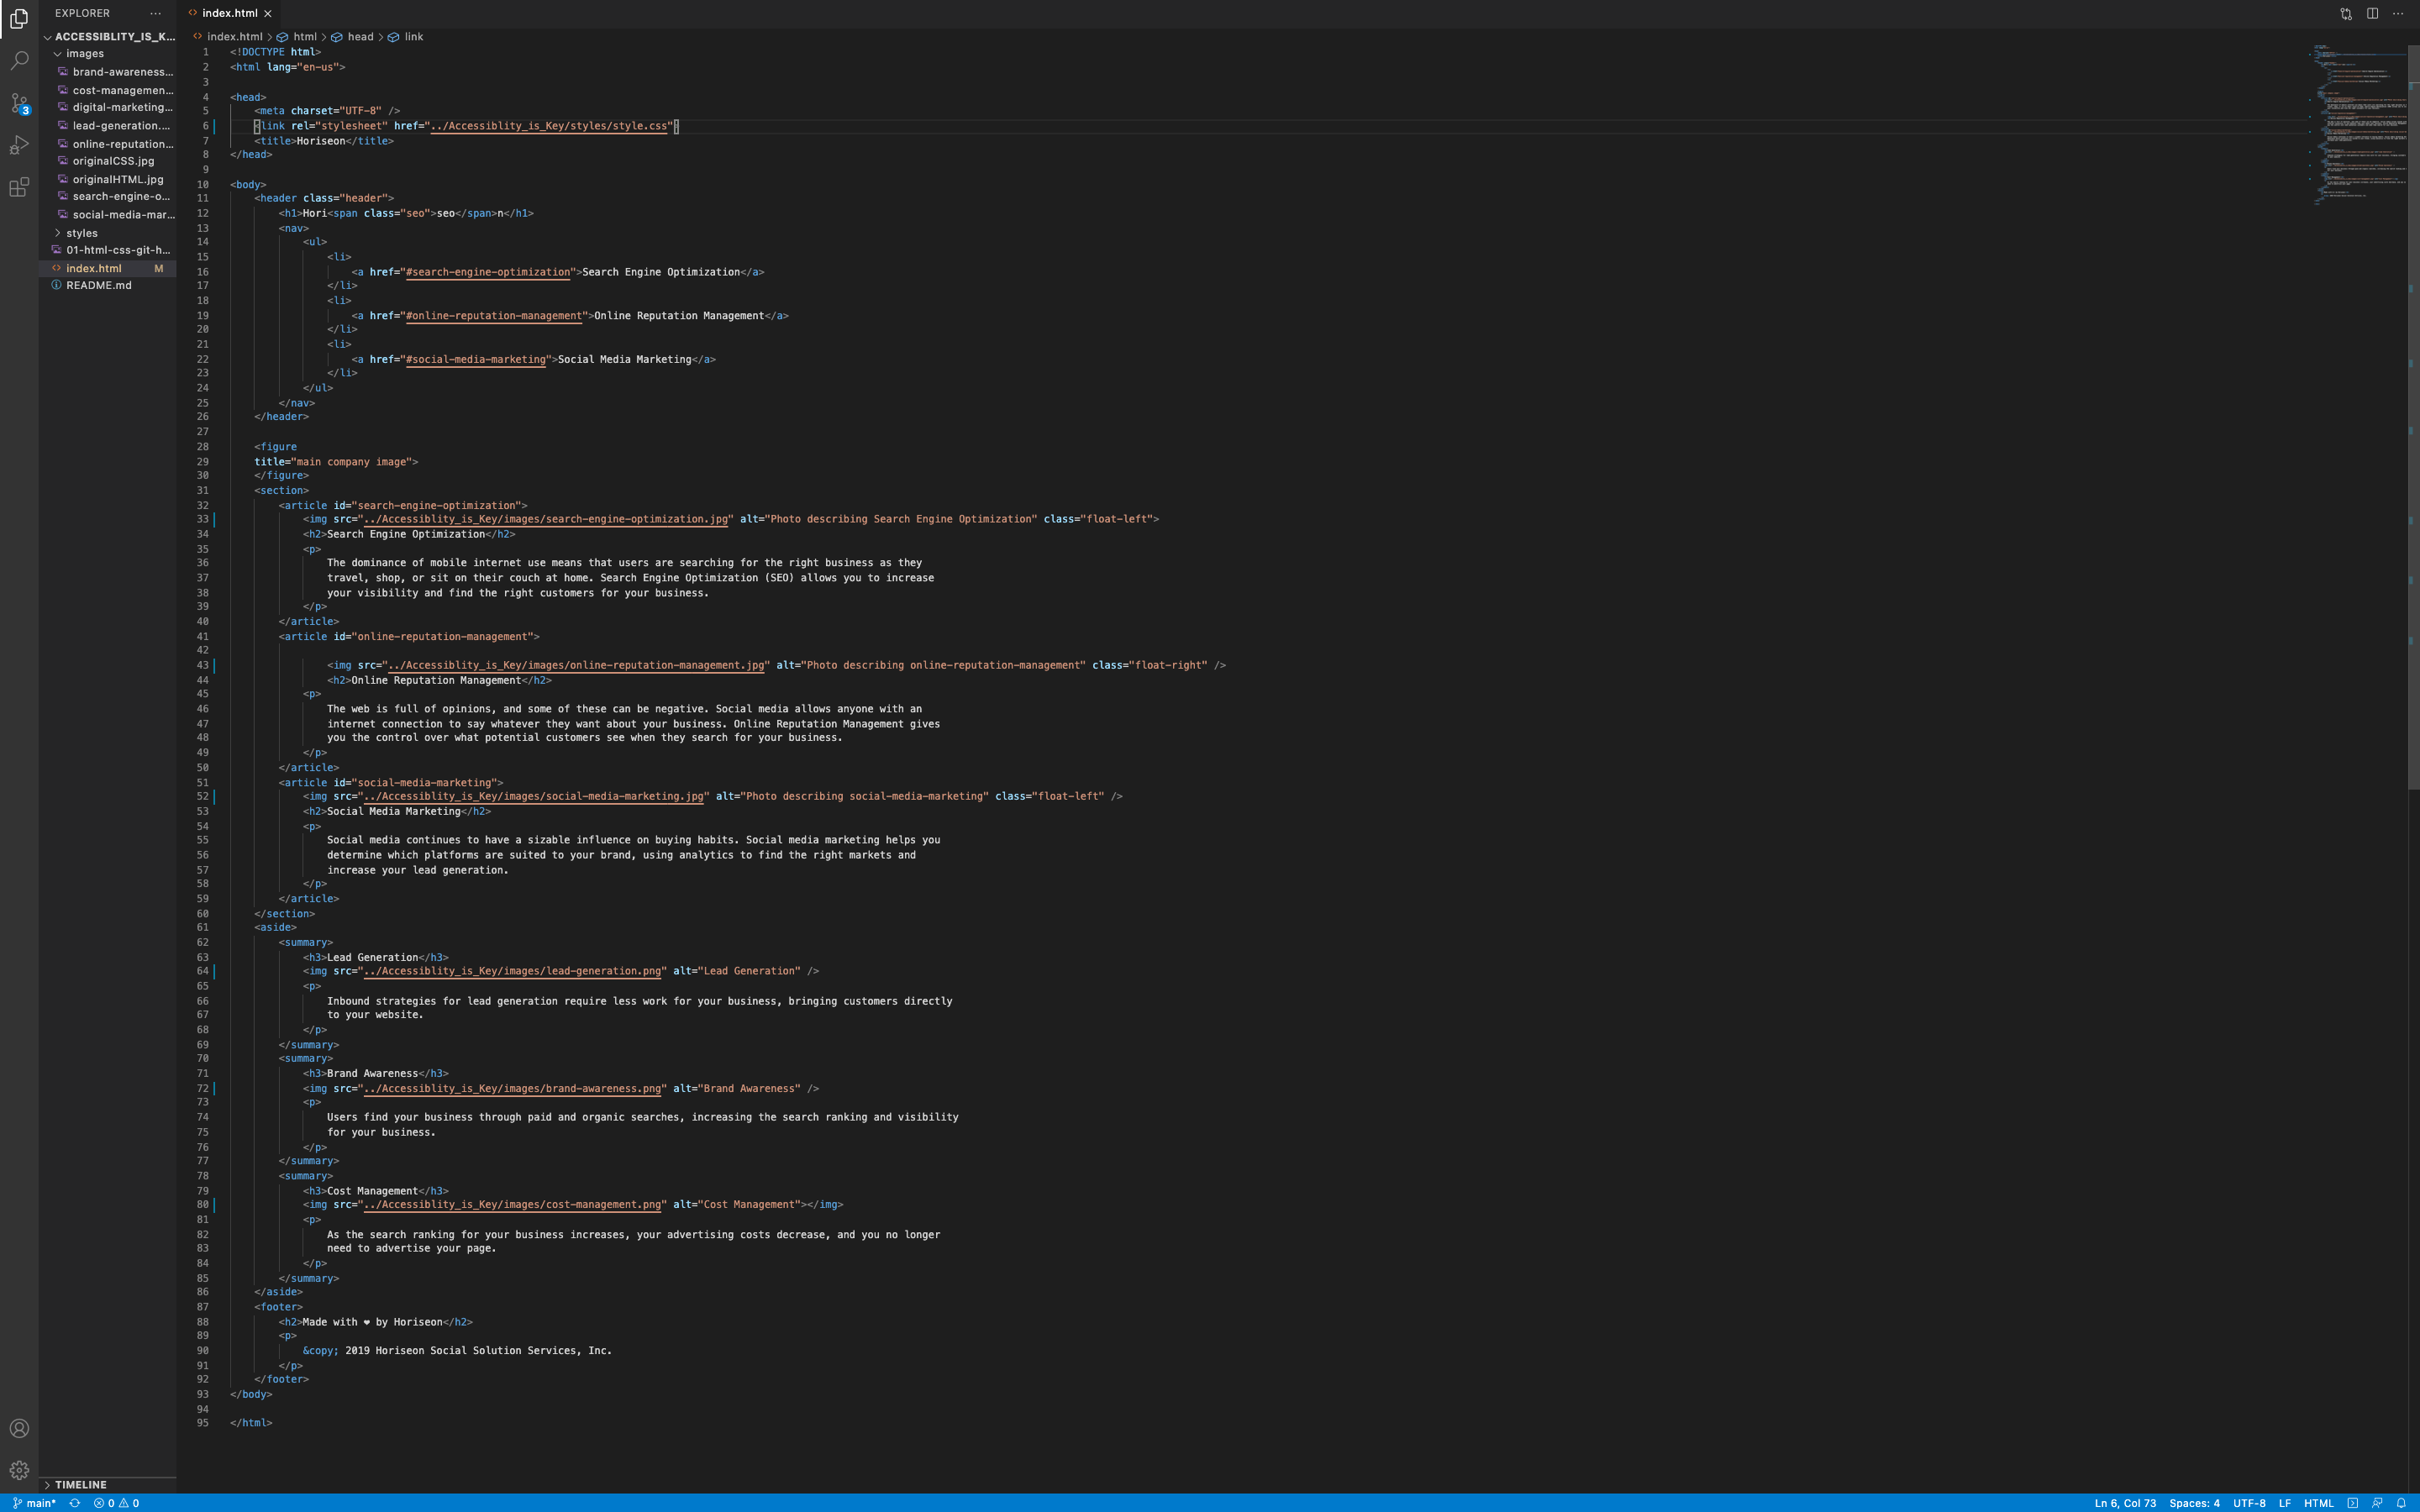 EXPLORER
ACCESSIBLITY_IS_K...
images
brand-awareness...
cost-managemen...
digital-marketing...
lead-generation....
online-reputation...
originalCSS.jpg
originalHTML.jpg
search-engine-o...
social-media-mar...
styles
01-html-css-git-h...
index.html M
README.md
TIMELINE
3
index.html
index.html > html > head > link
1 <!DOCTYPE html>
2 <html lang="en-us">
3
4 <head>
5 <meta charset="UTF-8" />
6 <link rel="stylesheet" href="../Accessiblity_is_Key/styles/style.css">
7 <title>Horiseon</title>
8 </head>
9
10 <body>
11 <header class="header">
12 <h1>Hori<span class="seo">seo</span>n</h1>
13 <nav>
14 <ul>
15 <li>
16 <a href="#search-engine-optimization">Search Engine Optimization</a>
17 </li>
18 <li>
19 <a href="#online-reputation-management">Online Reputation Management</a>
20 </li>
21 <li>
22 <a href="#social-media-marketing">Social Media Marketing</a>
23 </li>
24 </ul>
25 </nav>
26 </header>
27
28 <figure
29 title="main company image">
30 </figure>
31 <section>
32 <article id="search-engine-optimization">
33 <img src="../Accessiblity_is_Key/images/search-engine-optimization.jpg" alt="Photo describing Search Engine Optimization" class="float-left">
34 <h2>Search Engine Optimization</h2>
35 <p>
36 The dominance of mobile internet use means that users are searching for the right business as they
37 travel, shop, or sit on their couch at home. Search Engine Optimization (SEO) allows you to increase
38 your visibility and find the right customers for your business.
39 </p>
40 </article>
41 <article id="online-reputation-management">
42
43 <img src="../Accessiblity_is_Key/images/online-reputation-management.jpg" alt="Photo describing online-reputation-management" class="float-right" />
44 <h2>Online Reputation Management</h2>
45 <p>
46 The web is full of opinions, and some of these can be negative. Social media allows anyone with an
47 internet connection to say whatever they want about your business. Online Reputation Management gives
48 you the control over what potential customers see when they search for your business.
49 </p>
50 </article>
51 <article id="social-media-marketing">
52 <img src="../Accessiblity_is_Key/images/social-media-marketing.jpg" alt="Photo describing social-media-marketing" class="float-left" />
53 <h2>Social Media Marketing</h2>
54 <p>
55 Social media continues to have a sizable influence on buying habits. Social media marketing helps you
56 determine which platforms are suited to your brand, using analytics to find the right markets and
57 increase your lead generation.
58 </p>
59 </article>
60 </section>
61 <aside>
62 <summary>
63 <h3>Lead Generation</h3>
64 <img src="../Accessiblity_is_Key/images/lead-generation.png" alt="Lead Generation" />
65 <p>
66 Inbound strategies for lead generation require less work for your business, bringing customers directly
67 to your website.
68 </p>
69 </summary>
70 <summary>
71 <h3>Brand Awareness</h3>
72 <img src="../Accessiblity_is_Key/images/brand-awareness.png" alt="Brand Awareness" />
73 <p>
74 Users find your business through paid and organic searches, increasing the search ranking and visibility
75 for your business.
76 </p>
77 </summary>
78 <summary>
79 <h3>Cost Management</h3>
80 <img src="../Accessiblity_is_Key/images/cost-management.png" alt="Cost Management"></img>
81 <p>
82 As the search ranking for your business increases, your advertising costs decrease, and you no longer
83 need to advertise your page.
84 </p>
85 </summary>
86 </aside>
87 <footer>
88 <h2>Made with ❤ by Horiseon</h2>
89 <p>
90 &copy; 2019 Horiseon Social Solution Services, Inc.
91 </p>
92 </footer>
93 </body>
94
95 </html>
main* 0 0 Ln 6, Col 73 Spaces: 4 UTF-8 LF HTML